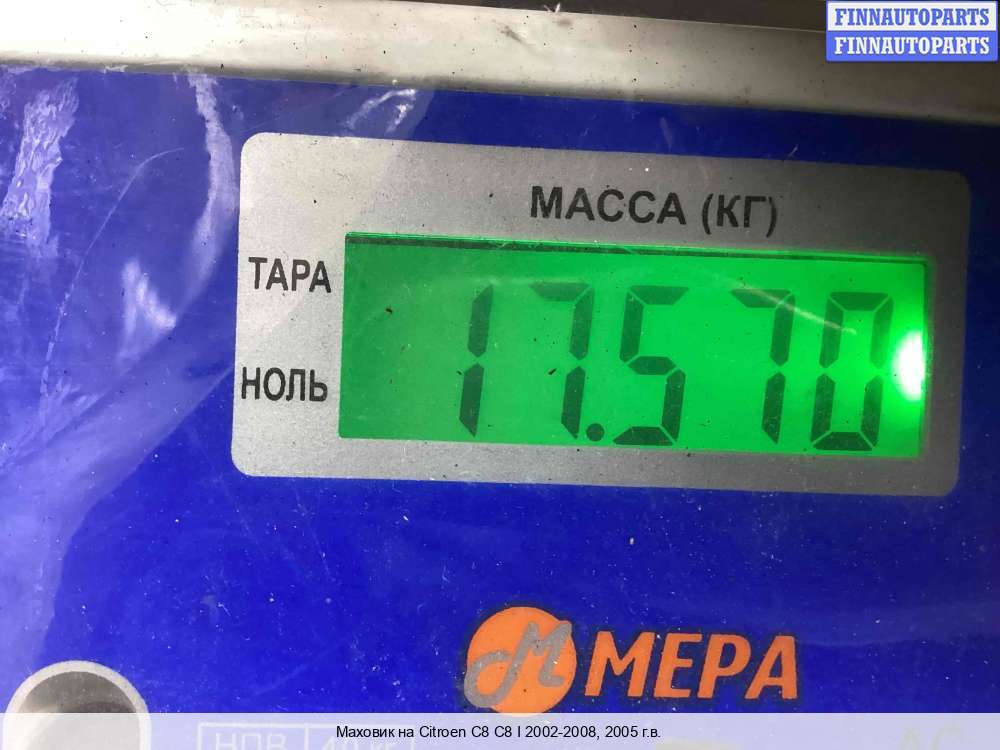 FINNAUTOPARTS
FINNAUTOPARTS
МАССА (КГ)
ТАРА
17.570
НОЛЬ
МЕРА
Маховик на Citroen C8 C8 I 2002-2008, 2005 г.в.